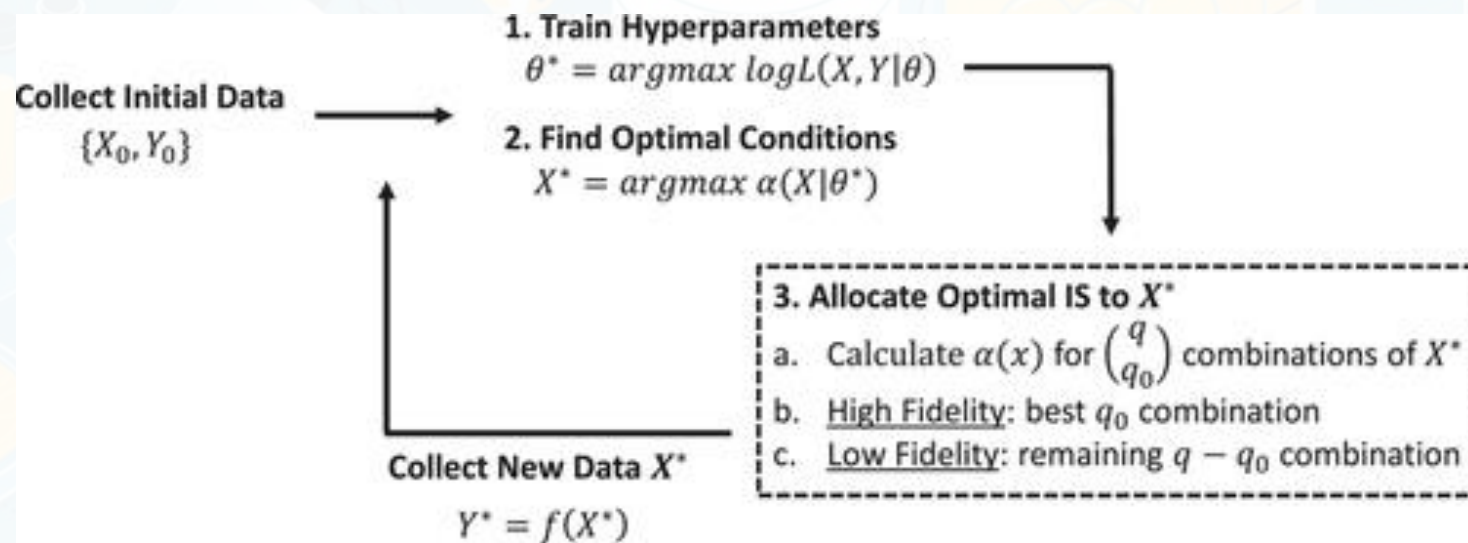 1. Train Hyperparameters
θ* = argmax logL(X,Y|θ)
Collect Initial Data
{X₀, Y₀}
2. Find Optimal Conditions
X* = argmax α(X|θ*)
3. Allocate Optimal IS to X*
a. Calculate α(x) for (q q₀) combinations of X*
b. High Fidelity: best q₀ combination
c. Low Fidelity: remaining q − q₀ combination
Collect New Data X*
Y* = f(X*)